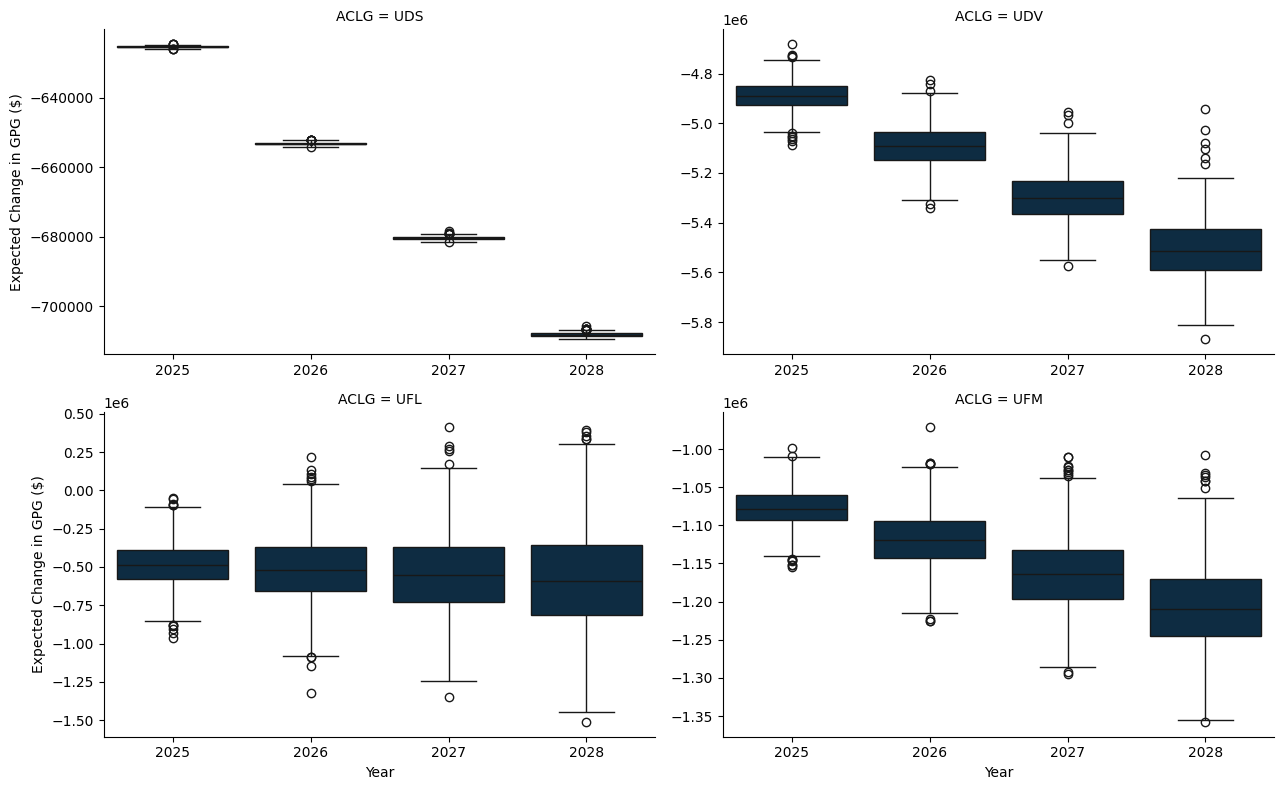 ACLG = UDS
Expected Change in GPG ($)
−640000
−660000
−680000
−700000
2025 2026 2027 2028
ACLG = UDV
1e6
−4.8
−5.0
−5.2
−5.4
−5.6
−5.8
2025 2026 2027 2028
ACLG = UFL
1e6
Expected Change in GPG ($)
0.50
0.25
0.00
−0.25
−0.50
−0.75
−1.00
−1.25
−1.50
2025 2026 2027 2028
Year
ACLG = UFM
1e6
−1.00
−1.05
−1.10
−1.15
−1.20
−1.25
−1.30
−1.35
2025 2026 2027 2028
Year